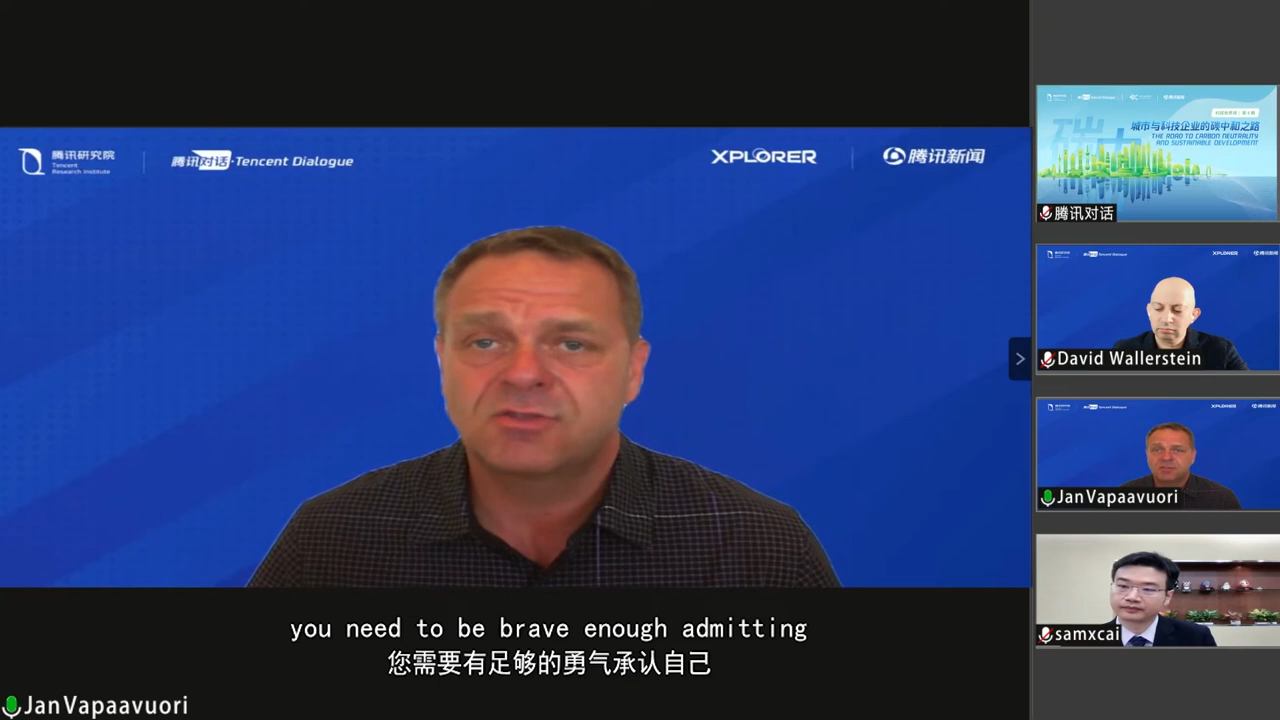 腾讯研究院
Tencent
Research Institute
腾讯对话·Tencent Dialogue
XPLORER
腾讯新闻
you need to be brave enough admitting
您需要有足够的勇气承认自己
JanVapaavuori
城市与科技企业的碳中和之路
THE ROAD TO CARBON NEUTRALITY
AND SUSTAINABLE DEVELOPMENT
腾讯对话
XPLORER
David Wallerstein
XPLORER
JanVapaavuori
samxcai